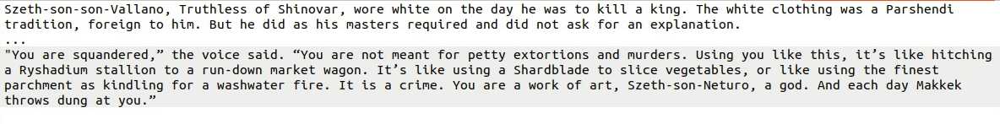 Szeth-son-son-Vallano, Truthless of Shinovar, wore white on the day he was to kill a king. The white clothing was a Parshendi
tradition, foreign to him. But he did as his masters required and did not ask for an explanation.
...
"You are squandered,” the voice said. “You are not meant for petty extortions and murders. Using you like this, it’s like hitching
a Ryshadium stallion to a run-down market wagon. It’s like using a Shardblade to slice vegetables, or like using the finest
parchment as kindling for a washwater fire. It is a crime. You are a work of art, Szeth-son-Neturo, a god. And each day Makkek
throws dung at you.”